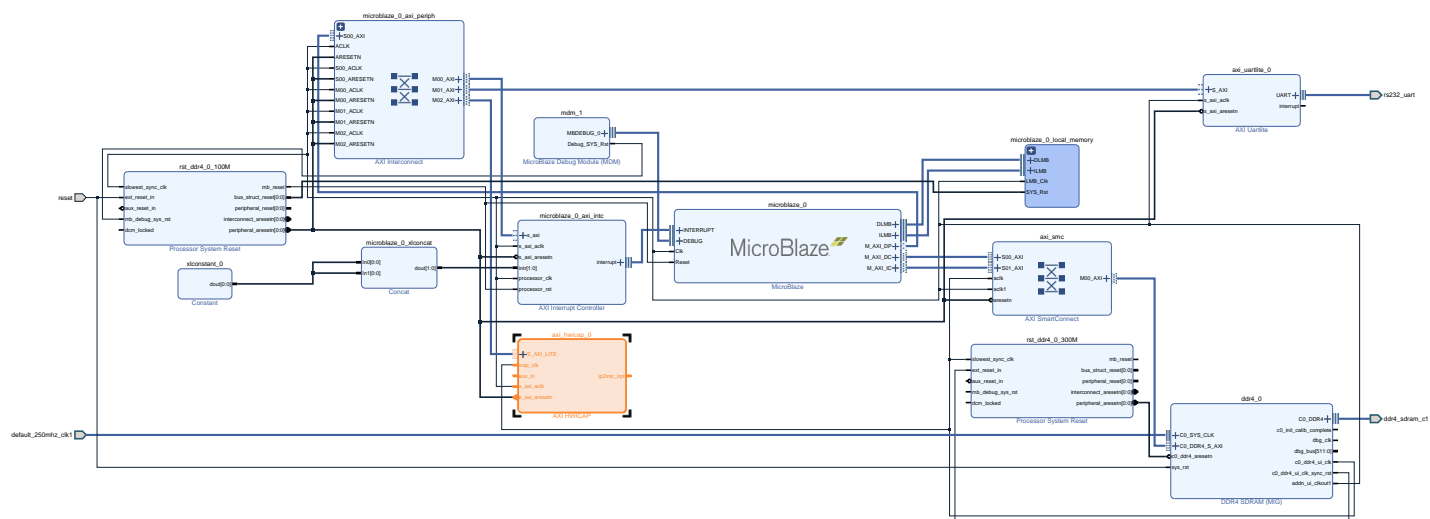 microblaze_0_axi_periph
S00_AXI
ACLK
ARESETN
S00_ACLK
S00_ARESETN
M00_ACLK
M00_ARESETN
M01_ACLK
M01_ARESETN
M02_ACLK
M02_ARESETN
M00_AXI
M01_AXI
M02_AXI
AXI Interconnect
axi_uartlite_0
S_AXI
s_axi_aclk
s_axi_aresetn
UART
interrupt
AXI Uartlite
rs232_uart
mdm_1
MBDEBUG_0
Debug_SYS_Rst
MicroBlaze Debug Module (MDM)
microblaze_0_local_memory
DLMB
ILMB
LMB_Clk
SYS_Rst
rst_ddr4_0_100M
slowest_sync_clk
ext_reset_in
aux_reset_in
mb_debug_sys_rst
dcm_locked
mb_reset
bus_struct_reset[0:0]
peripheral_reset[0:0]
interconnect_aresetn[0:0]
peripheral_aresetn[0:0]
Processor System Reset
reset
microblaze_0
INTERRUPT
DEBUG
Clk
Reset
MicroBlaze
DLMB
ILMB
M_AXI_DP
M_AXI_DC
M_AXI_IC
MicroBlaze
microblaze_0_axi_intc
s_axi
s_axi_aclk
s_axi_aresetn
intr[1:0]
processor_clk
processor_rst
interrupt
AXI Interrupt Controller
microblaze_0_xlconcat
In0[0:0]
In1[0:0]
dout[1:0]
Concat
xlconstant_0
dout[0:0]
Constant
axi_smc
S00_AXI
S01_AXI
aclk
aclk1
aresetn
M00_AXI
AXI SmartConnect
axi_hwicap_0
S_AXI_LITE
icap_clk
eos_in
s_axi_aclk
s_axi_aresetn
ip2intc_irpt
AXI HWICAP
rst_ddr4_0_300M
slowest_sync_clk
ext_reset_in
aux_reset_in
mb_debug_sys_rst
dcm_locked
mb_reset
bus_struct_reset[0:0]
peripheral_reset[0:0]
interconnect_aresetn[0:0]
peripheral_aresetn[0:0]
Processor System Reset
default_250mhz_clk1
ddr4_0
C0_SYS_CLK
C0_DDR4_S_AXI
c0_ddr4_aresetn
sys_rst
C0_DDR4
c0_init_calib_complete
dbg_clk
dbg_bus[511:0]
c0_ddr4_ui_clk
c0_ddr4_ui_clk_sync_rst
addn_ui_clkout1
DDR4 SDRAM (MIG)
ddr4_sdram_c1